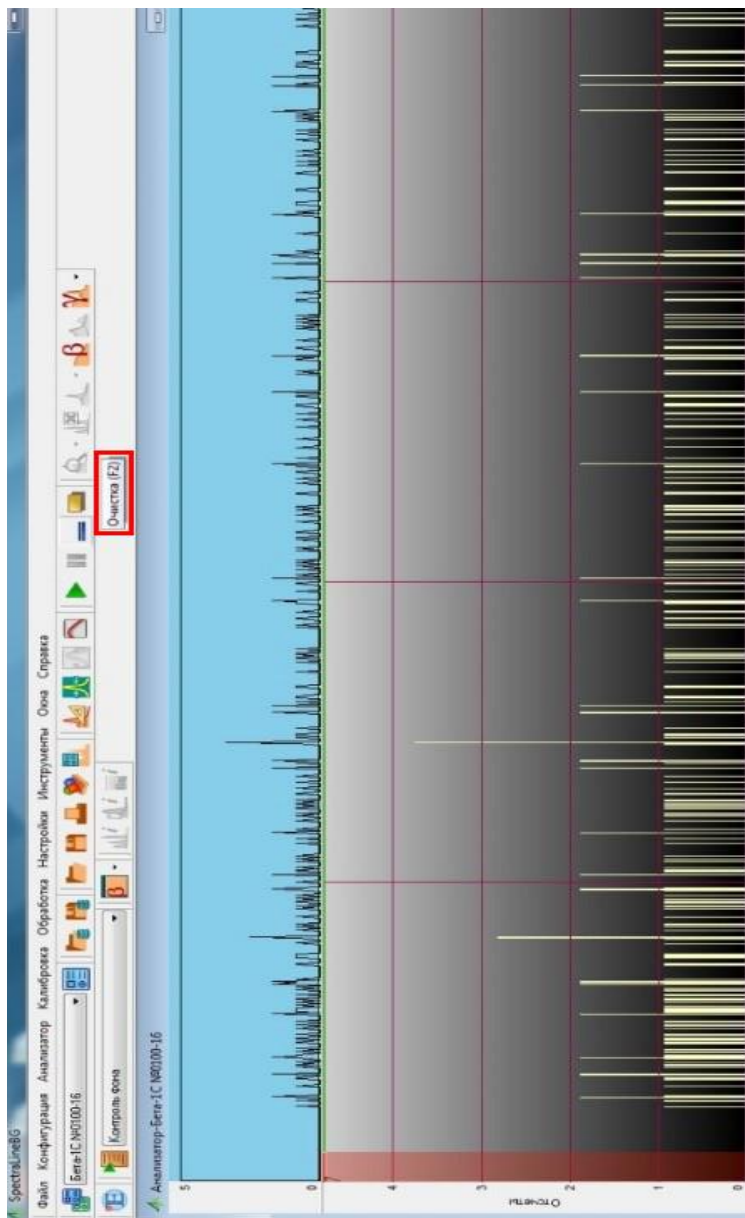 SpectraLineBG
Файл Конфигурация Анализатор Калибровка Обработка Настройки Инструменты Окна Справка
Бета-1С №0100-16
β
γ
Контроль фона
β
Очистка (F2)
Анализатор-Бета-1С №0100-16
5
0
7
4
3
2
1
0
Отсчеты